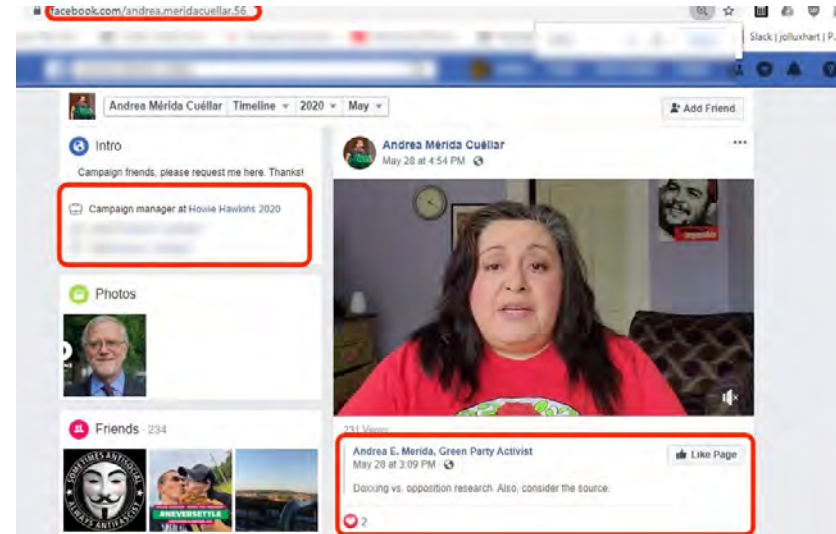 facebook.com/andrea.meridacuellar.56
Slack | jolluxhart | P
Andrea Mérida Cuéllar Timeline 2020 May
Add Friend
Intro
Campaign friends, please request me here. Thanks!
Campaign manager at Howie Hawkins 2020
Photos
Friends · 234
SOMETIMES ANTISOCIAL
ALWAYS ANTIFASCIST
#NEVERSETTLE
Andrea Mérida Cuéllar
May 28 at 4:54 PM
231 Views
Andrea E. Merida, Green Party Activist
May 28 at 3:09 PM
Like Page
Doxxing vs. opposition research. Also, consider the source.
2